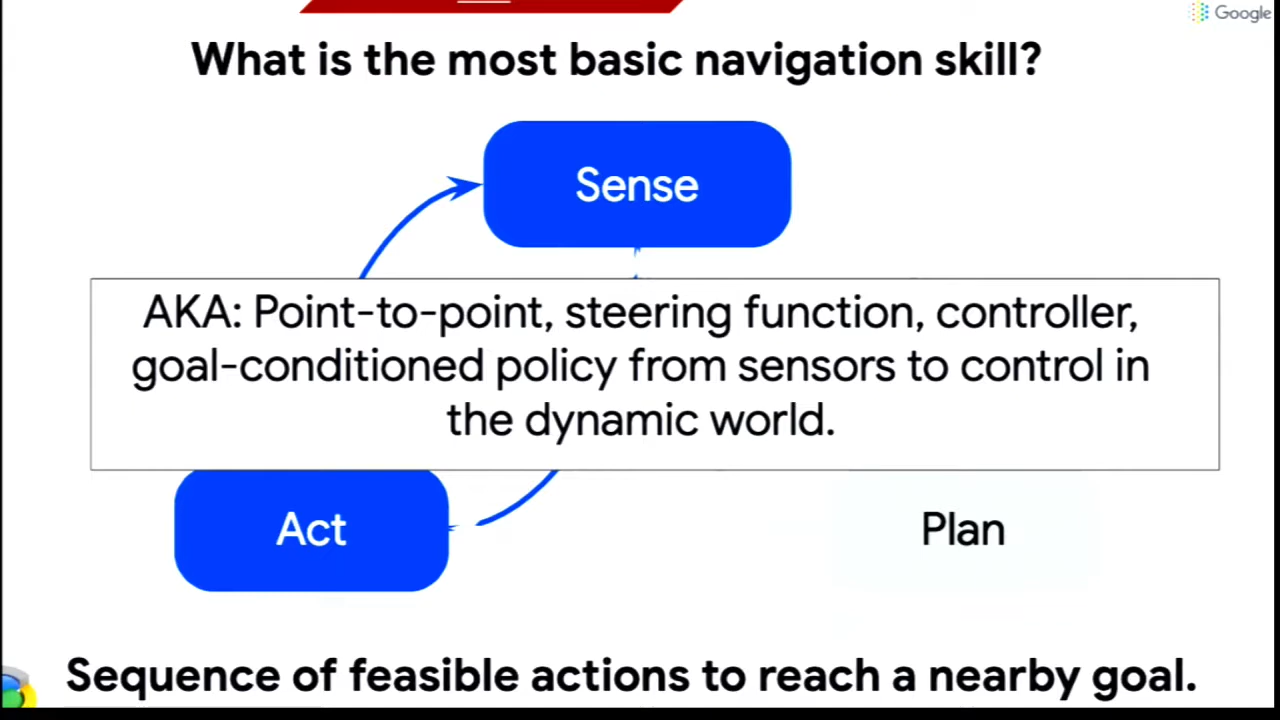 Google
What is the most basic navigation skill?
Sense
AKA: Point-to-point, steering function, controller,
goal-conditioned policy from sensors to control in
the dynamic world.
Act
Plan
Sequence of feasible actions to reach a nearby goal.